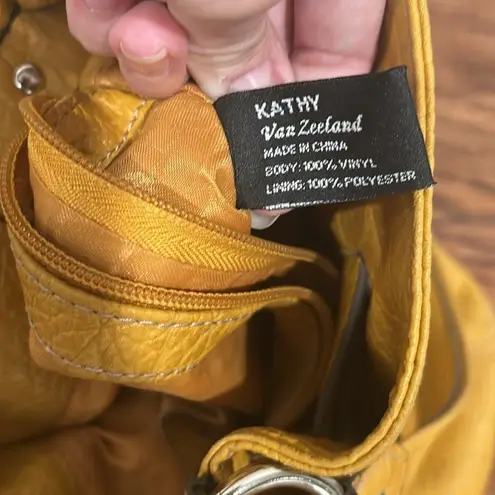 KATHY
Van Zeeland
MADE IN CHINA
BODY: 100% VINYL
LINING: 100% POLYESTER